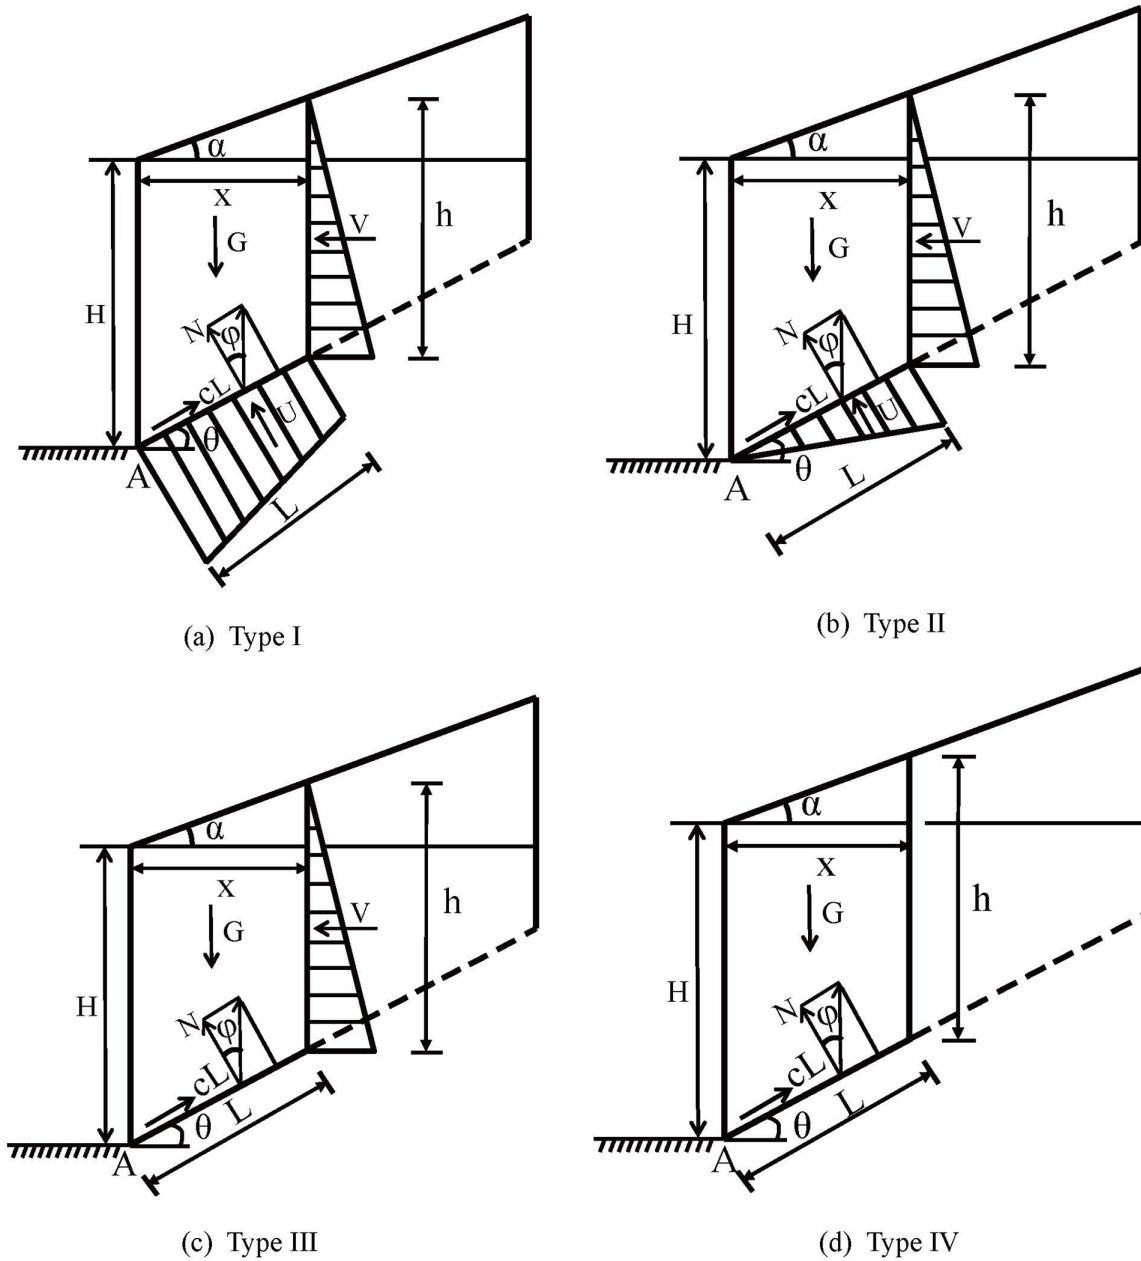 α
x
h
V
G
H
N
φ
cL
U
θ
A
L
(a) Type I
α
x
h
V
G
H
N
φ
cL
U
θ
A
L
(b) Type II
α
x
h
V
G
H
N
φ
cL
L
θ
A
(c) Type III
α
x
h
G
H
N
φ
cL
L
θ
A
(d) Type IV